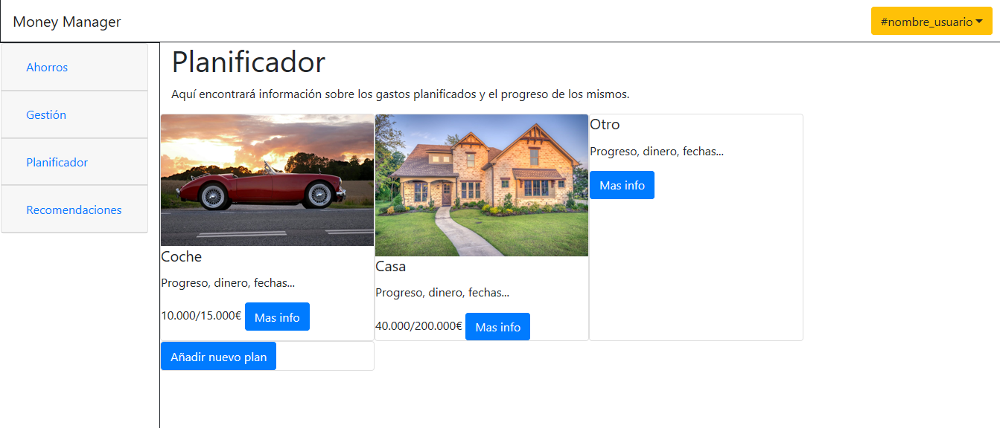 Money Manager
#nombre_usuario
Ahorros
Gestión
Planificador
Recomendaciones
Planificador
Aquí encontrará información sobre los gastos planificados y el progreso de los mismos.
Coche
Progreso, dinero, fechas...
10.000/15.000€ Mas info
Casa
Progreso, dinero, fechas...
40.000/200.000€ Mas info
Otro
Progreso, dinero, fechas...
Mas info
Añadir nuevo plan